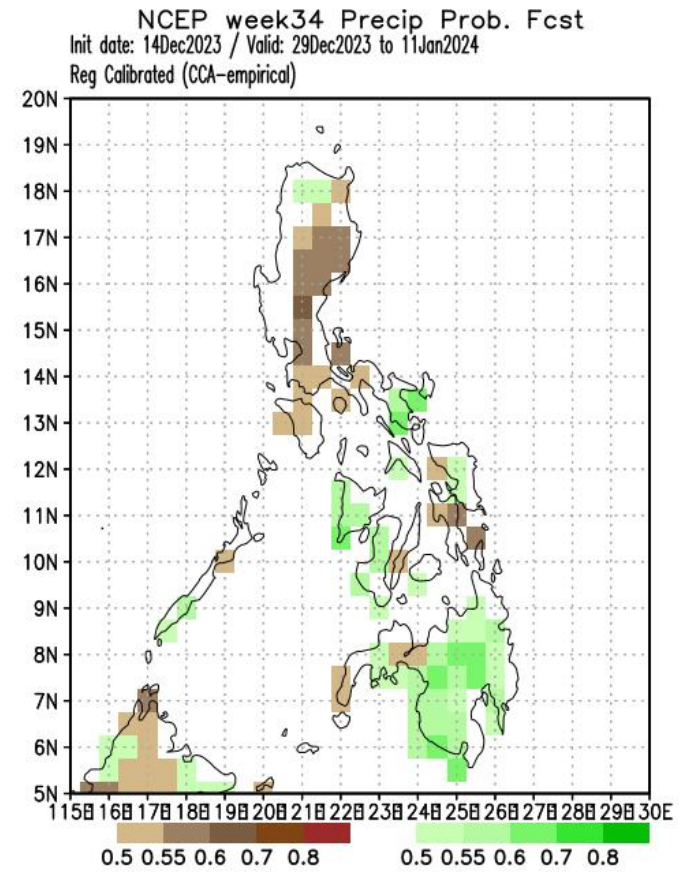 NCEP week34 Precip Prob. Fcst
Init date: 14Dec2023 / Valid: 29Dec2023 to 11Jan2024
Reg Calibrated (CCA-empirical)
20N
19N
18N
17N
16N
15N
14N
13N
12N
11N
10N
9N
8N
7N
6N
5N
115E 116E 117E 118E 119E 120E 121E 122E 123E 124E 125E 126E 127E 128E 129E 130E
0.5 0.55 0.6 0.7 0.8 0.5 0.55 0.6 0.7 0.8